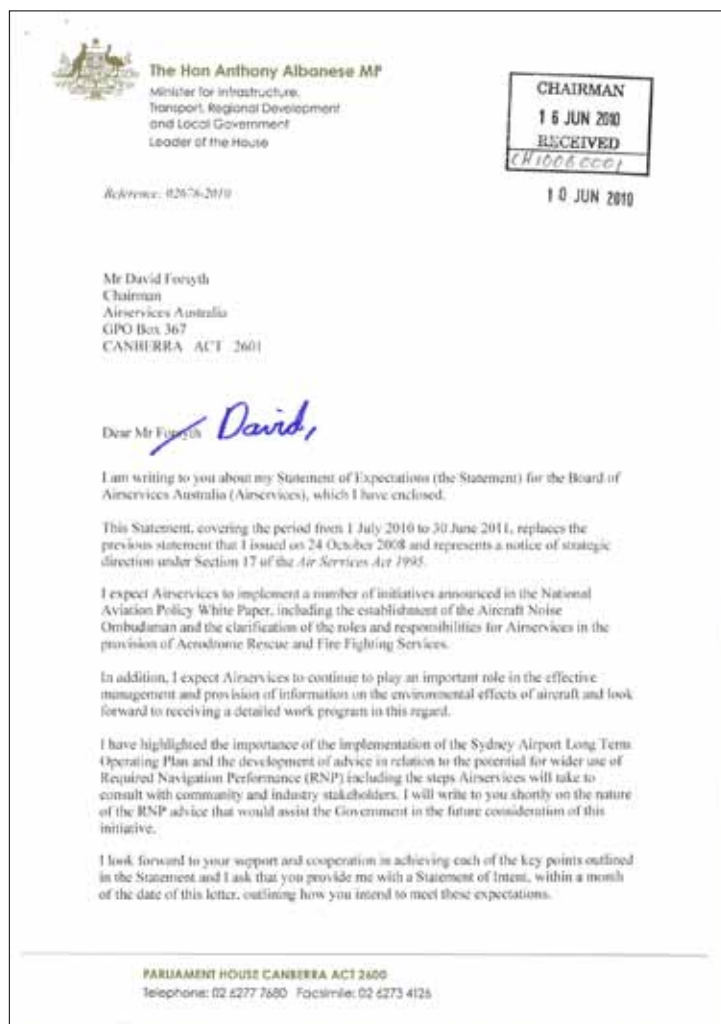 The Hon Anthony Albanese MP
Minister for Infrastructure,
Transport, Regional Development
and Local Government
Leader of the House
CHAIRMAN
16 JUN 2010
RECEIVED
CH10060001
10 JUN 2010
Reference: 02678-2010
Mr David Forsyth
Chairman
Airservices Australia
GPO Box 367
CANBERRA ACT 2601
Dear Mr Forsyth David,
I am writing to you about my Statement of Expectations (the Statement) for the Board of
Airservices Australia (Airservices), which I have enclosed.
This Statement, covering the period from 1 July 2010 to 30 June 2011, replaces the
previous statement that I issued on 24 October 2008 and represents a notice of strategic
direction under Section 17 of the Air Services Act 1995.
I expect Airservices to implement a number of initiatives announced in the National
Aviation Policy White Paper, including the establishment of the Aircraft Noise
Ombudsman and the clarification of the roles and responsibilities for Airservices in the
provision of Aerodrome Rescue and Fire Fighting Services.
In addition, I expect Airservices to continue to play an important role in the effective
management and provision of information on the environmental effects of aircraft and look
forward to receiving a detailed work program in this regard.
I have highlighted the importance of the implementation of the Sydney Airport Long Term
Operating Plan and the development of advice in relation to the potential for wider use of
Required Navigation Performance (RNP) including the steps Airservices will take to
consult with community and industry stakeholders. I will write to you shortly on the nature
of the RNP advice that would assist the Government in the future consideration of this
initiative.
I look forward to your support and cooperation in achieving each of the key points outlined
in the Statement and I ask that you provide me with a Statement of Intent, within a month
of the date of this letter, outlining how you intend to meet these expectations.
PARLIAMENT HOUSE CANBERRA ACT 2600
Telephone: 02 6277 7680 Facsimile: 02 6273 4126